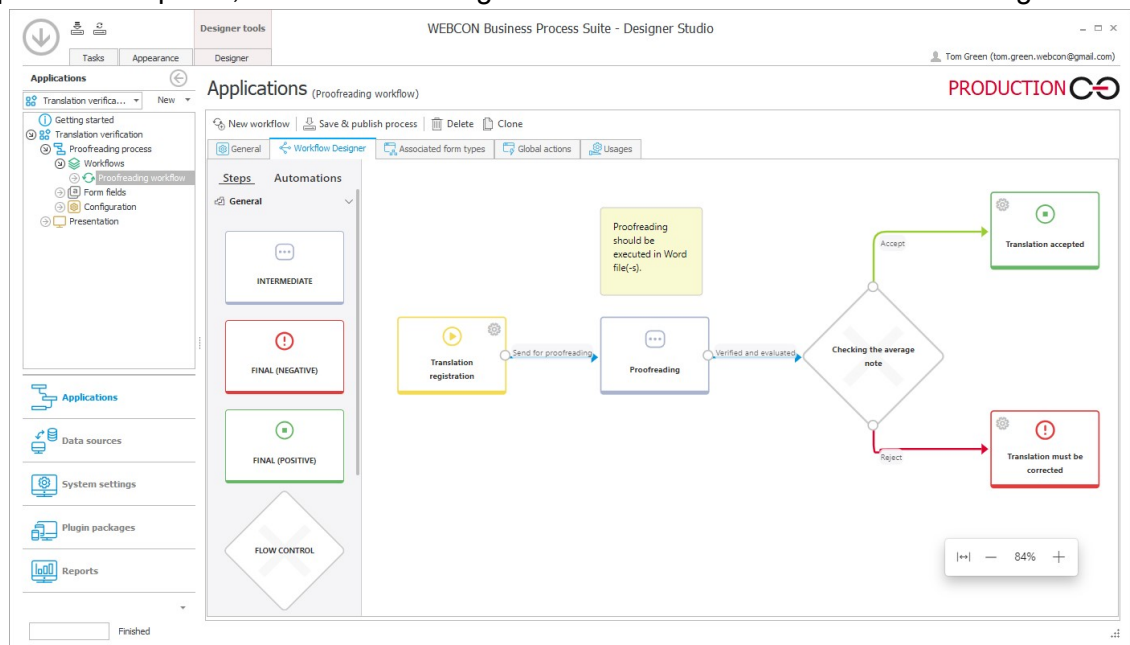 WEBCON Business Process Suite - Designer Studio
Designer tools
Tasks
Appearance
Designer
Tom Green (tom.green.webcon@gmail.com)
Applications
Translation verifica...
New
Getting started
Translation verification
Proofreading process
Workflows
Proofreading workflow
Form fields
Configuration
Presentation
Applications
Data sources
System settings
Plugin packages
Reports
Finished
Applications (Proofreading workflow)
PRODUCTION
New workflow
Save & publish process
Delete
Clone
General
Workflow Designer
Associated form types
Global actions
Usages
Steps
Automations
General
INTERMEDIATE
FINAL (NEGATIVE)
FINAL (POSITIVE)
FLOW CONTROL
Proofreading
should be
executed in Word
file(-s).
Translation
registration
Send for proofreading
Proofreading
Verified and evaluated
Checking the average
note
Accept
Translation accepted
Reject
Translation must be
corrected
84%